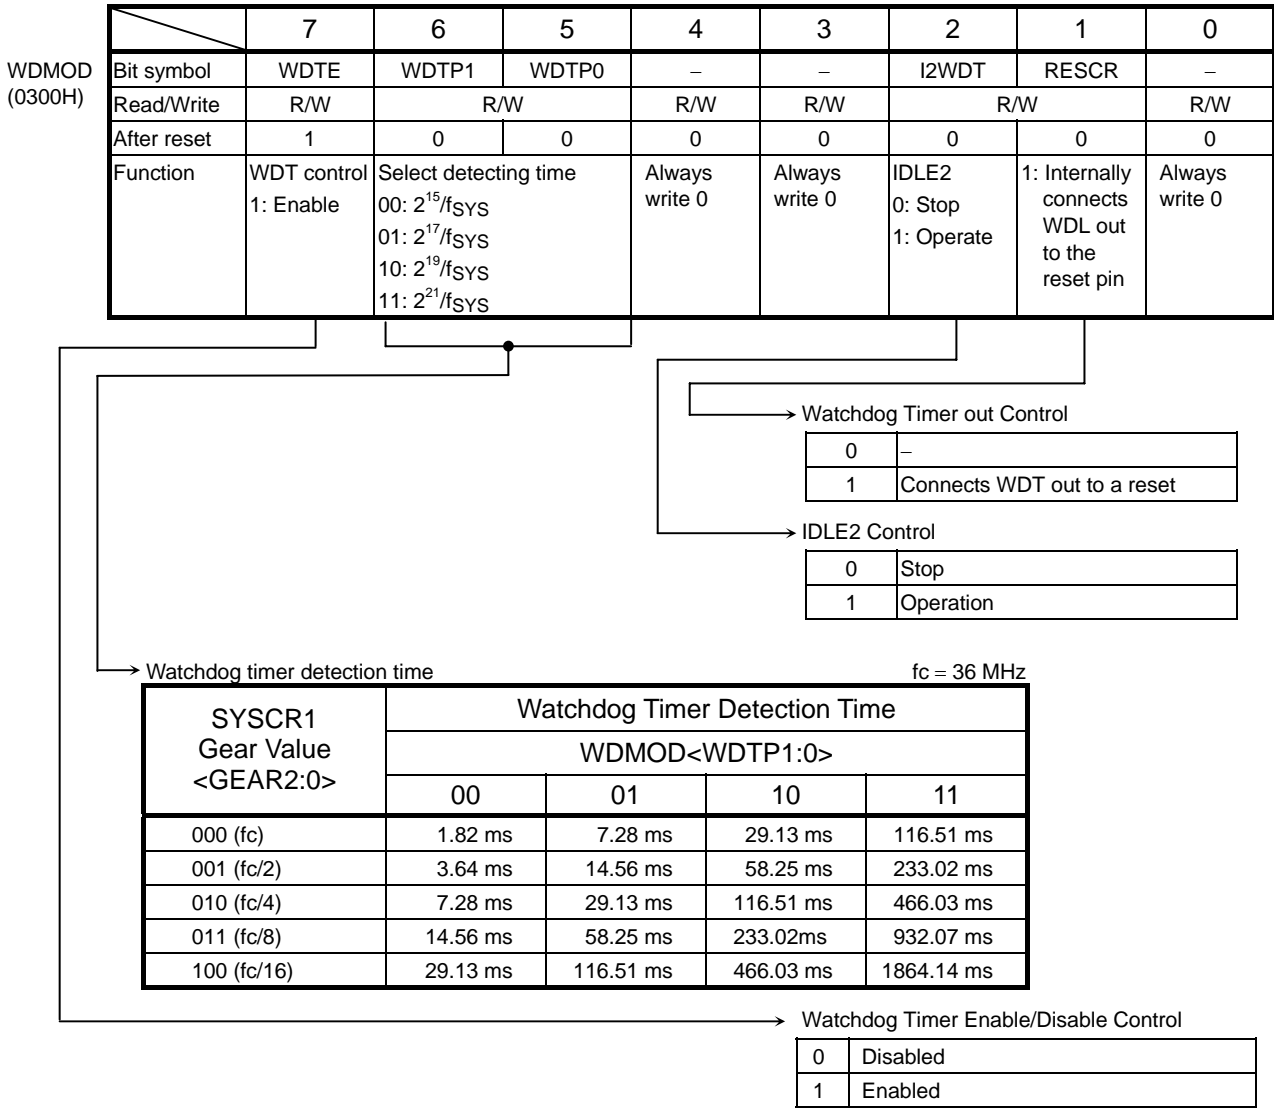 7 6 5 4 3 2 1 0
WDMOD (0300H)
Bit symbol WDTE WDTP1 WDTP0 – – I2WDT RESCR –
Read/Write R/W R/W R/W R/W R/W R/W
After reset 1 0 0 0 0 0 0 0
Function
WDT control
1: Enable
Select detecting time
00: 2^15/fSYS
01: 2^17/fSYS
10: 2^19/fSYS
11: 2^21/fSYS
Always
write 0
Always
write 0
IDLE2
0: Stop
1: Operate
1: Internally
connects
WDL out
to the
reset pin
Always
write 0
Watchdog Timer out Control
0 –
1 Connects WDT out to a reset
IDLE2 Control
0 Stop
1 Operation
Watchdog timer detection time fc = 36 MHz
SYSCR1
Gear Value
<GEAR2:0>
Watchdog Timer Detection Time
WDMOD<WDTP1:0>
00 01 10 11
000 (fc) 1.82 ms 7.28 ms 29.13 ms 116.51 ms
001 (fc/2) 3.64 ms 14.56 ms 58.25 ms 233.02 ms
010 (fc/4) 7.28 ms 29.13 ms 116.51 ms 466.03 ms
011 (fc/8) 14.56 ms 58.25 ms 233.02ms 932.07 ms
100 (fc/16) 29.13 ms 116.51 ms 466.03 ms 1864.14 ms
Watchdog Timer Enable/Disable Control
0 Disabled
1 Enabled